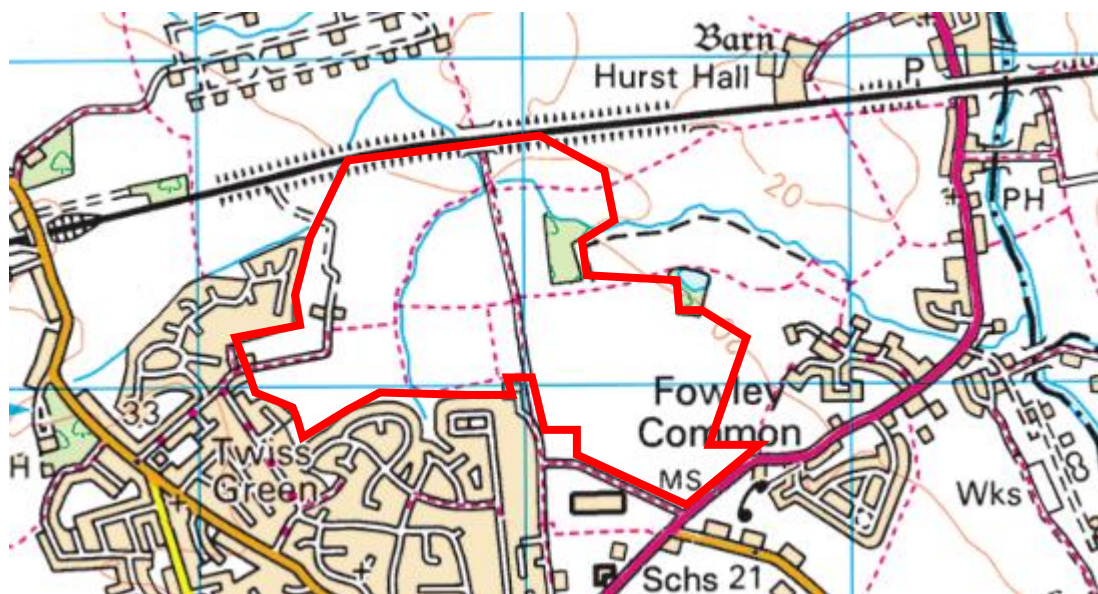 Barn
Hurst Hall
P
20
PH
33
Fowley
Common
Twiss
Green
H
MS
Wks
Schs 21